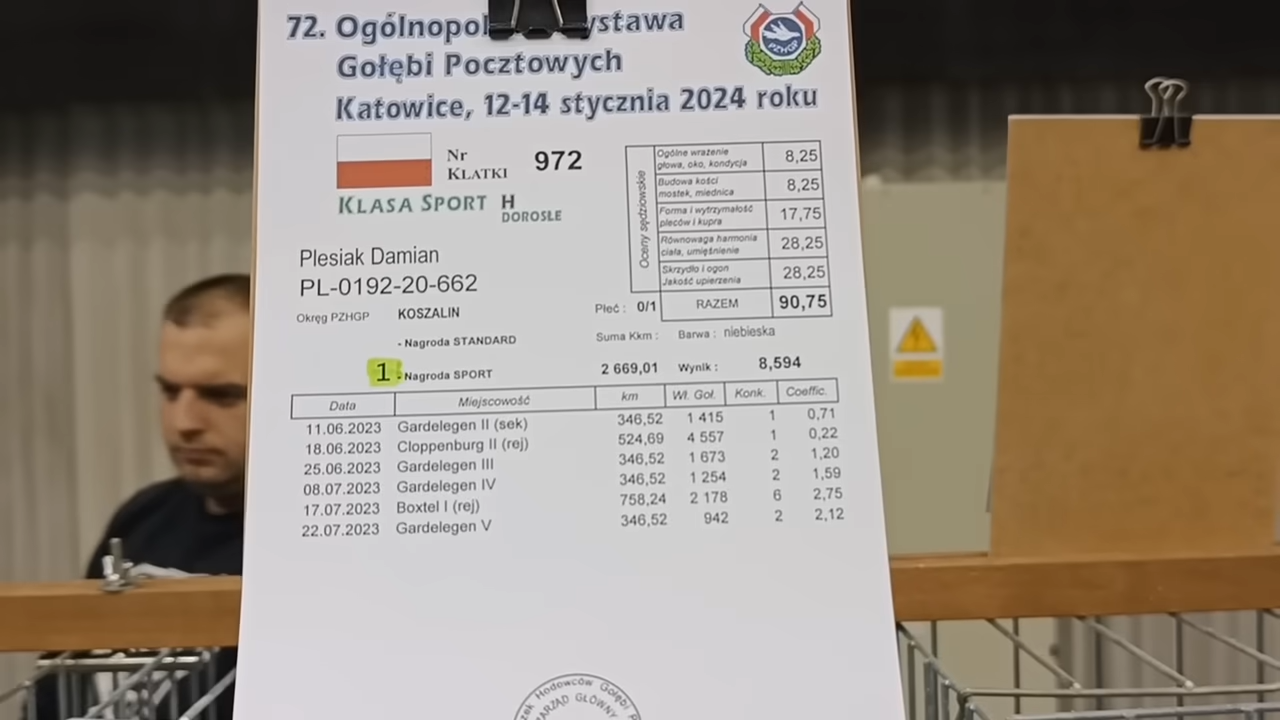 72. Ogólnopol ystawa
Gołębi Pocztowych
Katowice, 12-14 stycznia 2024 roku
PZHGP
Nr
KLATKI
972
KLASA SPORT H
DOROSŁE
Plesiak Damian
PL-0192-20-662
Okręg PZHGP KOSZALIN
- Nagroda STANDARD
1 - Nagroda SPORT
Oceny sędziowskie
Ogólne wrażenie
głowa, oko, kondycja 8,25
Budowa kości
mostek, miednica 8,25
Forma i wytrzymałość
pleców i kupra 17,75
Równowaga harmonia
ciała, umięśnienie 28,25
Skrzydło i ogon
Jakość upierzenia 28,25
Płeć : 0/1 RAZEM 90,75
Suma Kkm : Barwa : niebieska
2 669,01 Wynik : 8,594
Data Miejscowość km Wł. Goł. Konk. Coeffic.
11.06.2023 Gardelegen II (sek) 346,52 1 415 1 0,71
18.06.2023 Cloppenburg II (rej) 524,69 4 557 1 0,22
25.06.2023 Gardelegen III 346,52 1 673 2 1,20
08.07.2023 Gardelegen IV 346,52 1 254 2 1,59
17.07.2023 Boxtel I (rej) 758,24 2 178 6 2,75
22.07.2023 Gardelegen V 346,52 942 2 2,12
Hodowców Gołębi
ZARZĄD GŁÓWNY